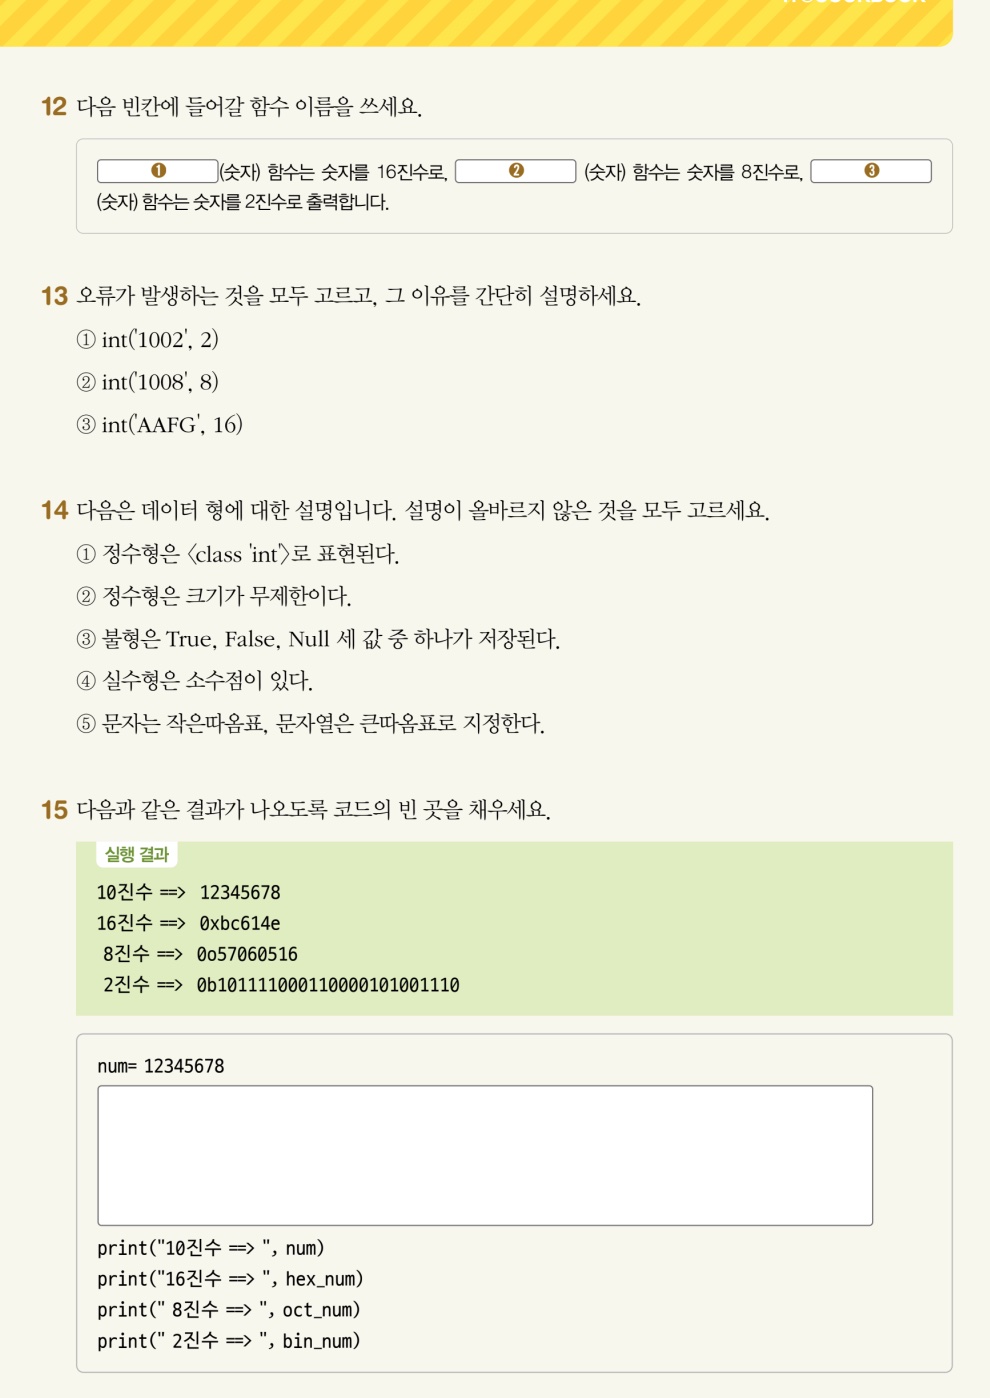 12 다음 빈칸에 들어갈 함수 이름을 쓰세요.
❶ (숫자) 함수는 숫자를 16진수로, ❷ (숫자) 함수는 숫자를 8진수로, ❸
(숫자) 함수는 숫자를 2진수로 출력합니다.
13 오류가 발생하는 것을 모두 고르고, 그 이유를 간단히 설명하세요.
① int('1002', 2)
② int('1008', 8)
③ int('AAFG', 16)
14 다음은 데이터 형에 대한 설명입니다. 설명이 올바르지 않은 것을 모두 고르세요.
① 정수형은 〈class 'int'〉로 표현된다.
② 정수형은 크기가 무제한이다.
③ 불형은 True, False, Null 세 값 중 하나가 저장된다.
④ 실수형은 소수점이 있다.
⑤ 문자는 작은따옴표, 문자열은 큰따옴표로 지정한다.
15 다음과 같은 결과가 나오도록 코드의 빈 곳을 채우세요.
실행 결과
10진수 ==> 12345678
16진수 ==> 0xbc614e
8진수 ==> 0o57060516
2진수 ==> 0b101111000110000101001110
num= 12345678
print("10진수 ==> ", num)
print("16진수 ==> ", hex_num)
print(" 8진수 ==> ", oct_num)
print(" 2진수 ==> ", bin_num)